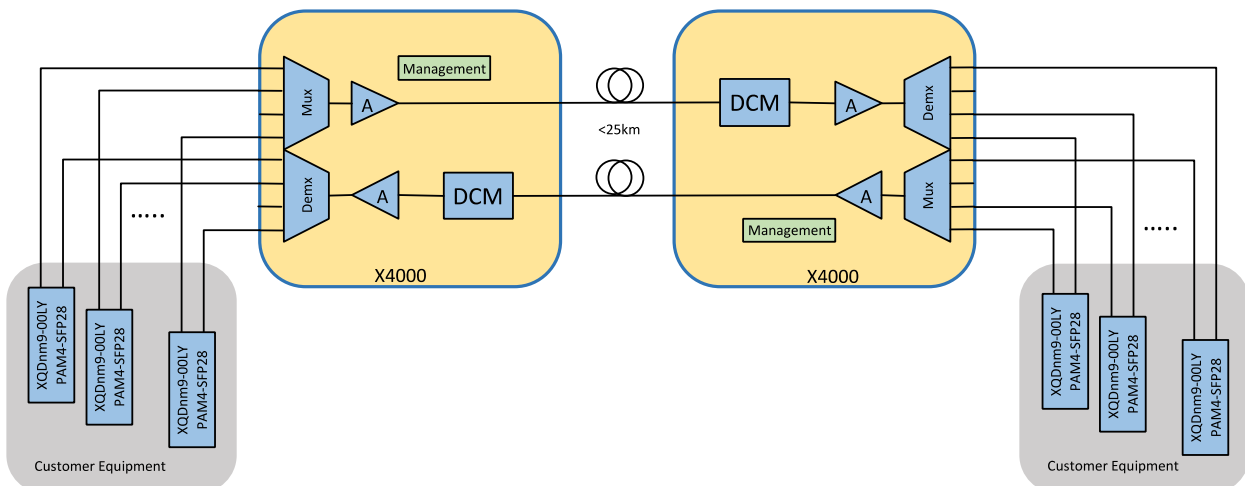 Management
Mux
A
<25km
DCM
A
Demx
Demx
A
DCM
A
Mux
Management
X4000
X4000
XQDnm9-00LY
PAM4-SFP28
XQDnm9-00LY
PAM4-SFP28
XQDnm9-00LY
PAM4-SFP28
Customer Equipment
XQDnm9-00LY
PAM4-SFP28
XQDnm9-00LY
PAM4-SFP28
XQDnm9-00LY
PAM4-SFP28
Customer Equipment